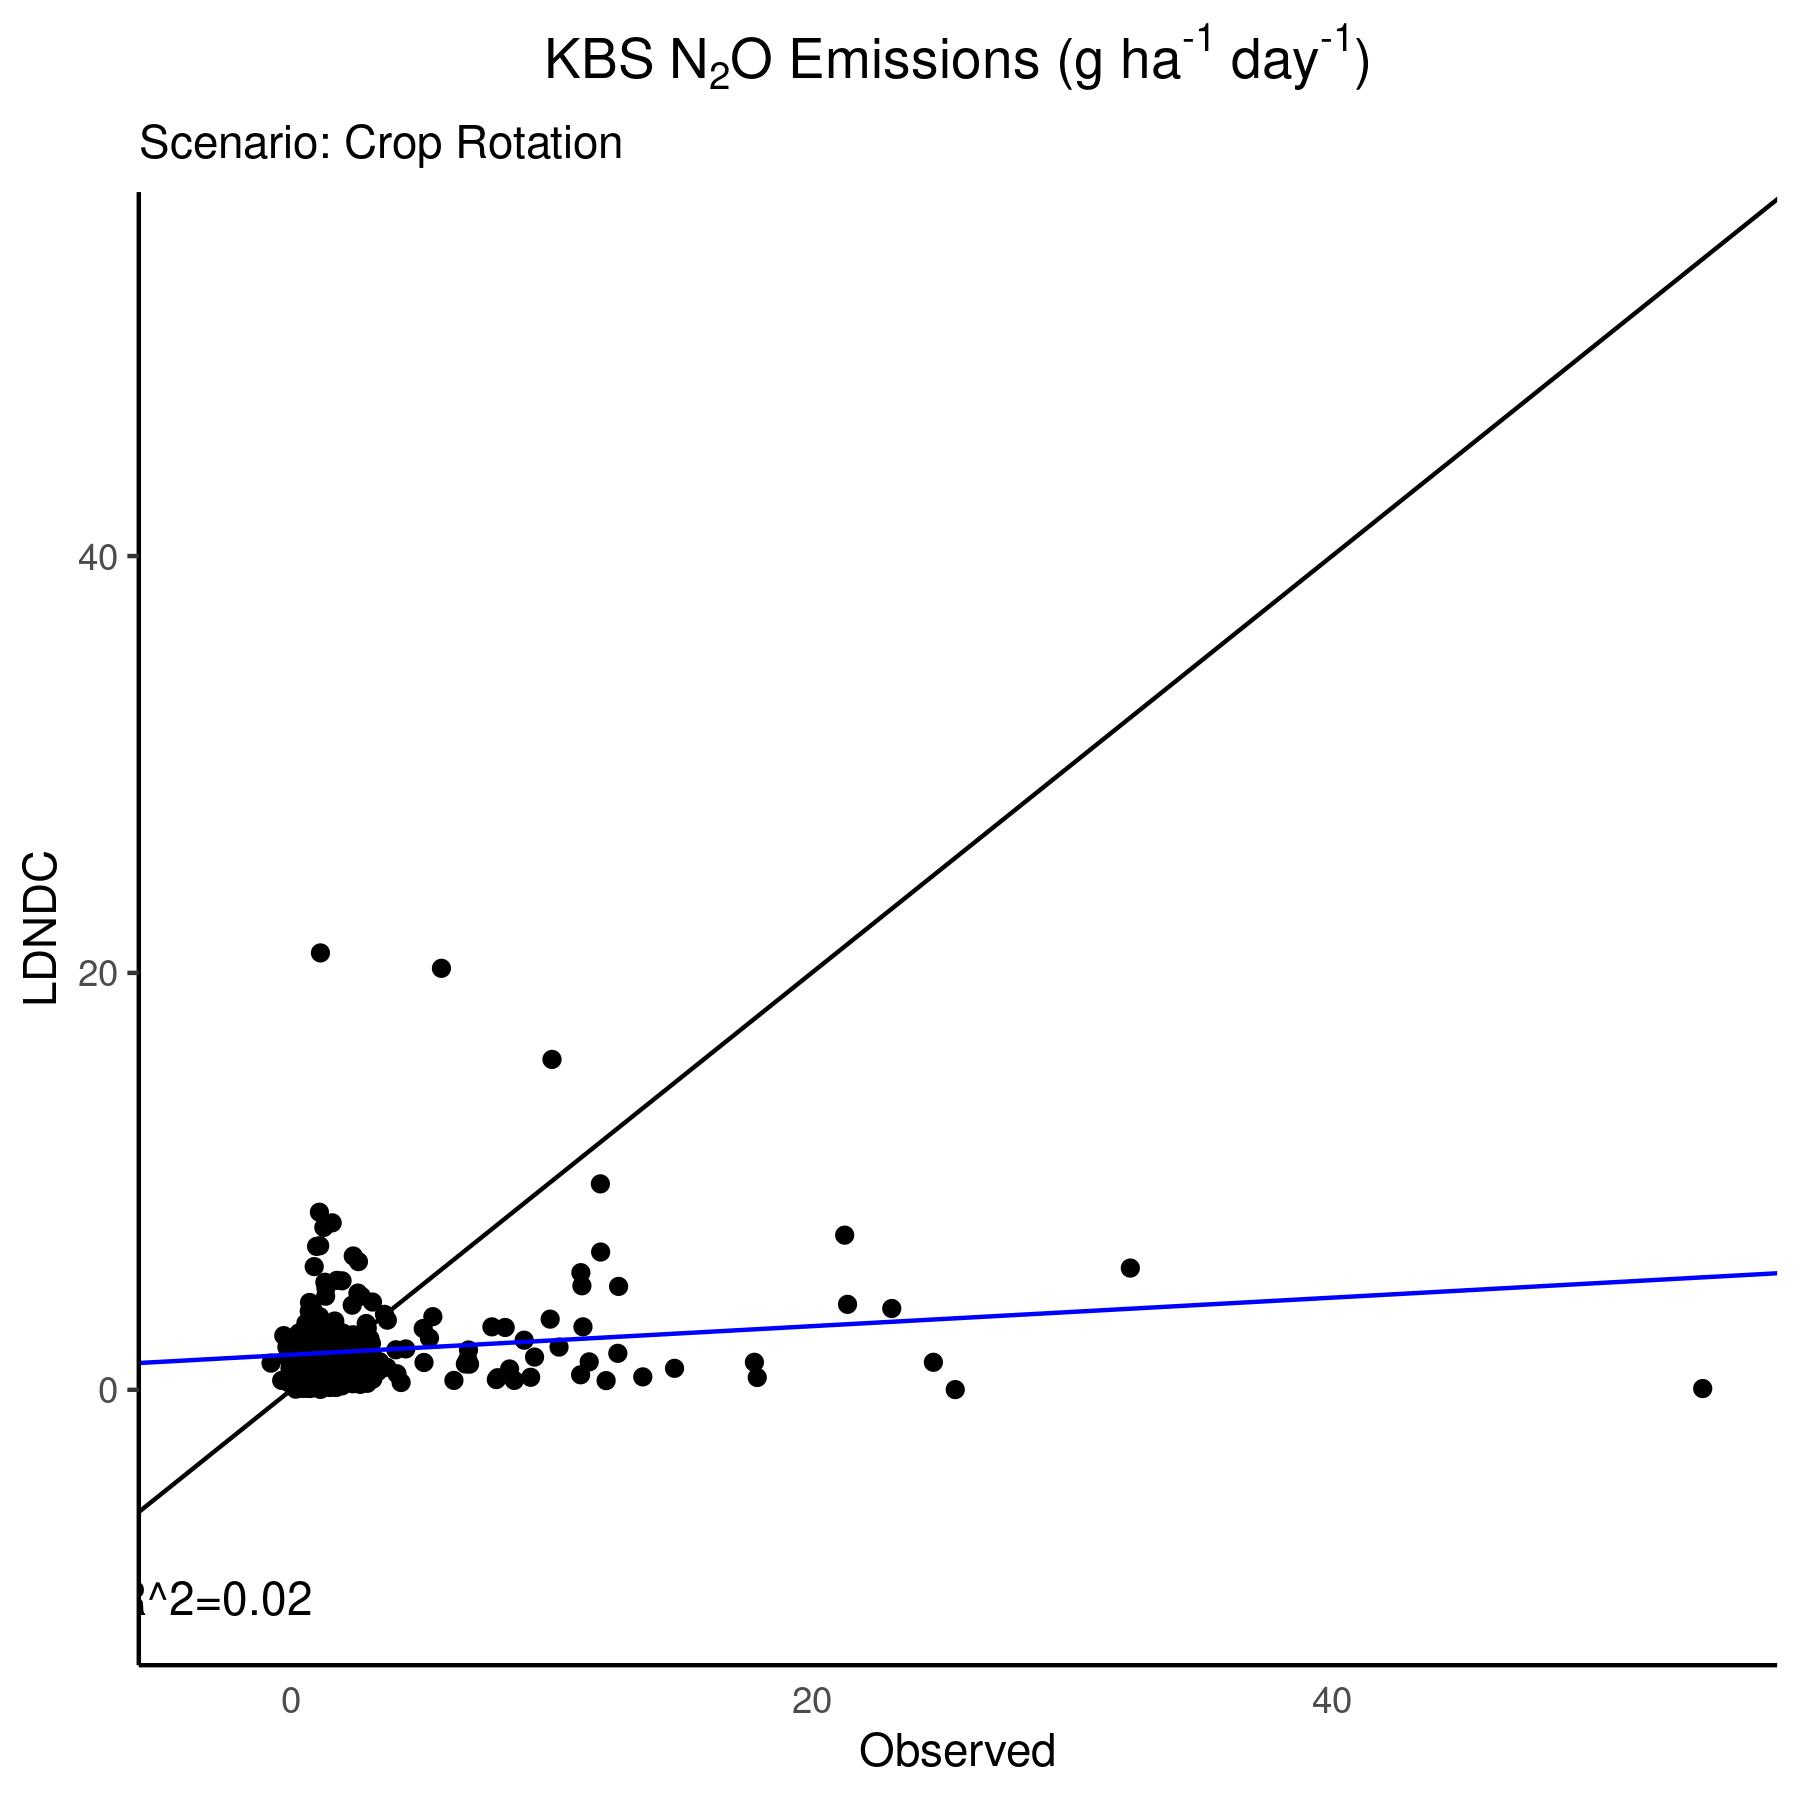 KBS N₂O Emissions (g ha⁻¹ day⁻¹)
Scenario: Crop Rotation
LDNDC
40
20
0
^2=0.02
0 20 40
Observed